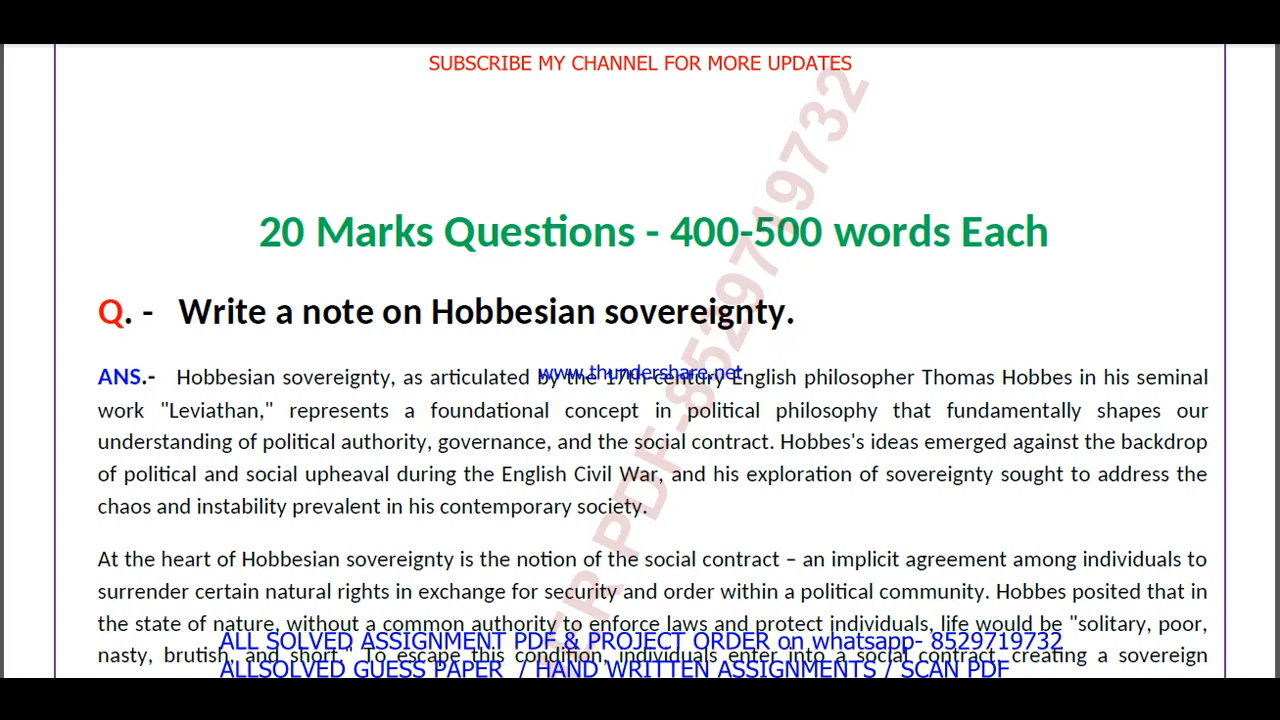 SUBSCRIBE MY CHANNEL FOR MORE UPDATES
20 Marks Questions - 400-500 words Each
Q. - Write a note on Hobbesian sovereignty.
ANS.- Hobbesian sovereignty, as articulated by the 17th-century English philosopher Thomas Hobbes in his seminal
www.thundershare.net
work "Leviathan," represents a foundational concept in political philosophy that fundamentally shapes our
understanding of political authority, governance, and the social contract. Hobbes's ideas emerged against the backdrop
of political and social upheaval during the English Civil War, and his exploration of sovereignty sought to address the
chaos and instability prevalent in his contemporary society.
At the heart of Hobbesian sovereignty is the notion of the social contract – an implicit agreement among individuals to
surrender certain natural rights in exchange for security and order within a political community. Hobbes posited that in
the state of nature, without a common authority to enforce laws and protect individuals, life would be "solitary, poor,
ALL SOLVED ASSIGNMENT PDF & PROJECT ORDER on whatsapp- 8529719732
nasty, brutish, and short." To escape this condition, individuals enter into a social contract, creating a sovereign
ALLSOLVED GUESS PAPER / HAND WRITTEN ASSIGNMENTS / SCAN PDF
ER PDF-8529719732